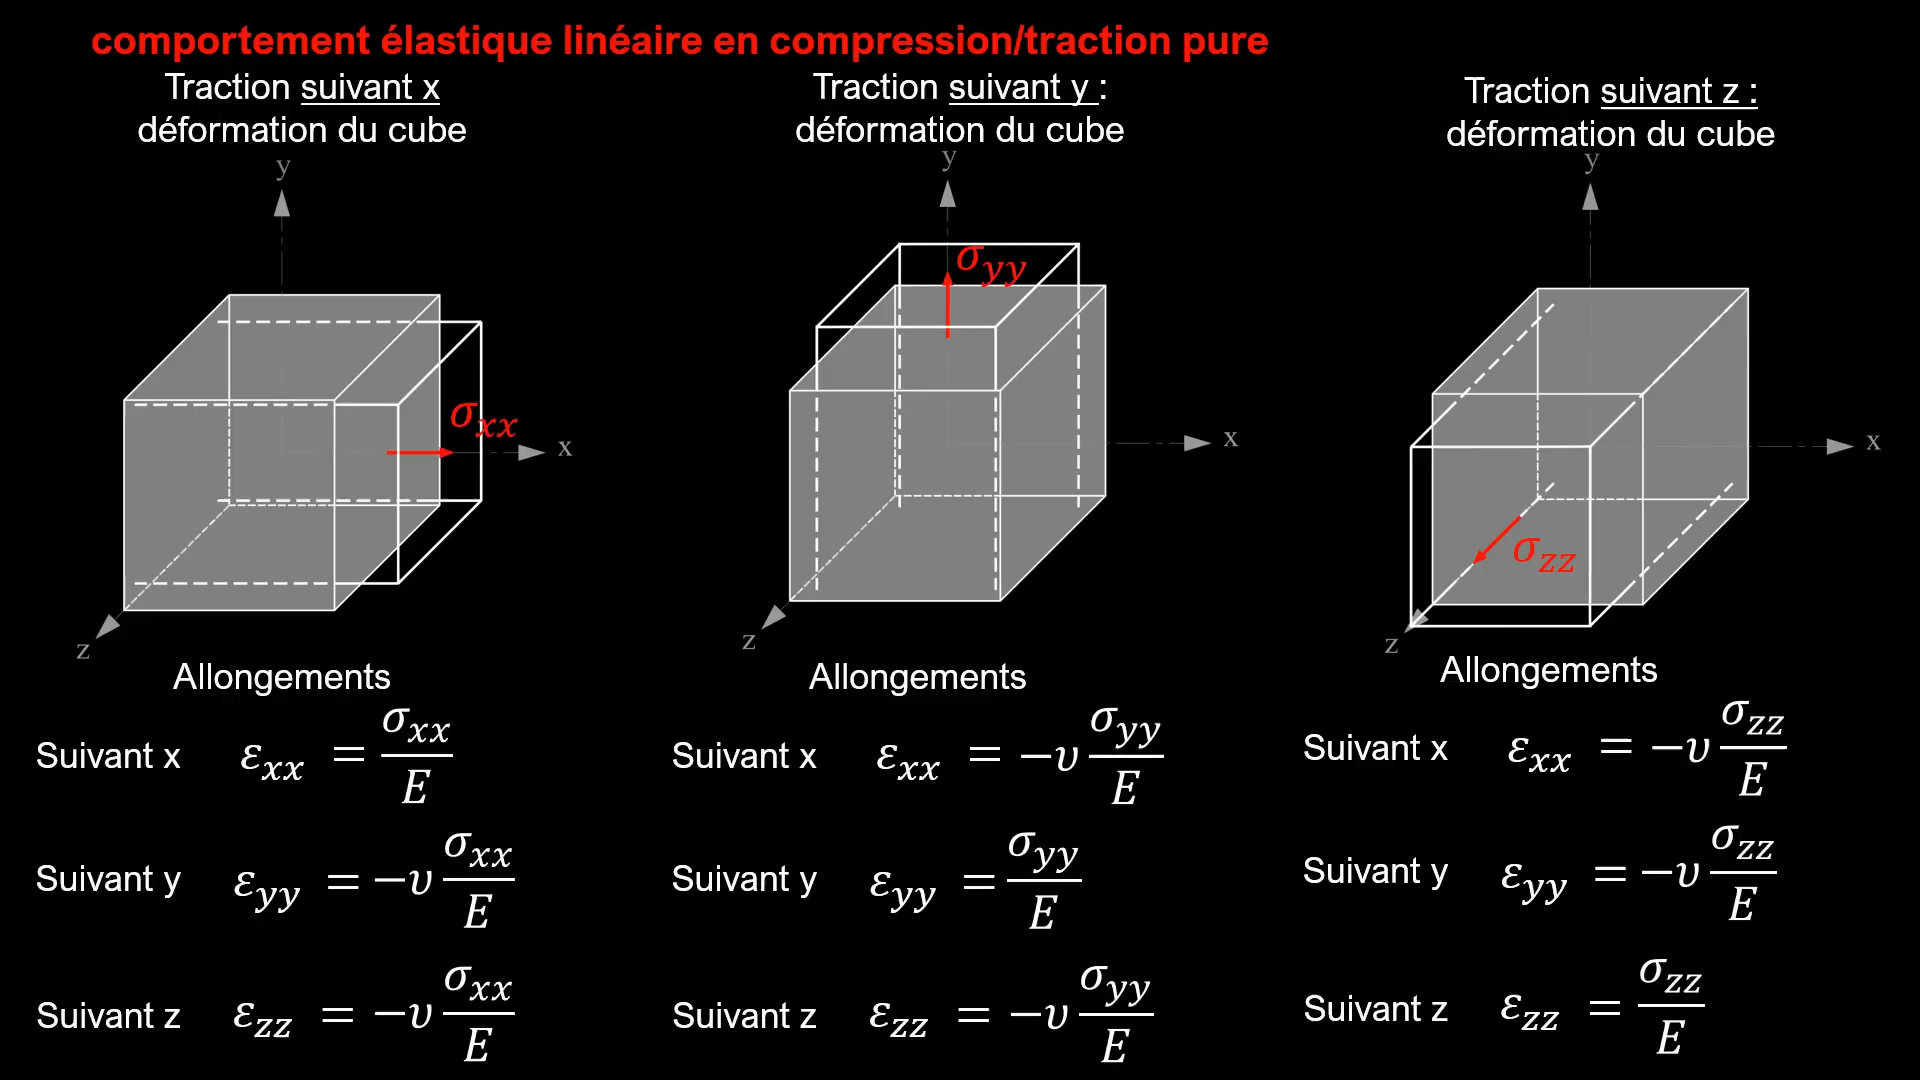 comportement élastique linéaire en compression/traction pure
Traction suivant x
déformation du cube
y
σxx
x
z
Allongements
Suivant x εxx = σxx/E
Suivant y εyy = −υ σxx/E
Suivant z εzz = −υ σxx/E
Traction suivant y :
déformation du cube
y
σyy
x
z
Allongements
Suivant x εxx = −υ σyy/E
Suivant y εyy = σyy/E
Suivant z εzz = −υ σyy/E
Traction suivant z :
déformation du cube
y
x
σzz
z
Allongements
Suivant x εxx = −υ σzz/E
Suivant y εyy = −υ σzz/E
Suivant z εzz = σzz/E